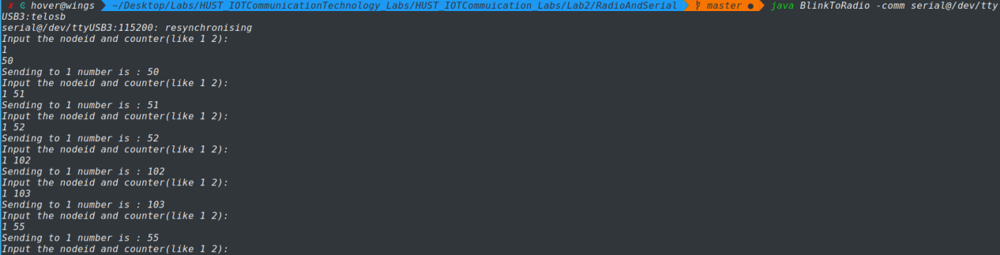 ✗ hover@wings ~/Desktop/Labs/HUST_IOTCommunicationTechnology_Labs/HUST_IOTCommuication_Labs/Lab2/RadioAndSerial master ● java BlinkToRadio -comm serial@/dev/tty
USB3:telosb
serial@/dev/ttyUSB3:115200: resynchronising
Input the nodeid and counter(like 1 2):
1
50
Sending to 1 number is : 50
Input the nodeid and counter(like 1 2):
1 51
Sending to 1 number is : 51
Input the nodeid and counter(like 1 2):
1 52
Sending to 1 number is : 52
Input the nodeid and counter(like 1 2):
1 102
Sending to 1 number is : 102
Input the nodeid and counter(like 1 2):
1 103
Sending to 1 number is : 103
Input the nodeid and counter(like 1 2):
1 55
Sending to 1 number is : 55
Input the nodeid and counter(like 1 2):